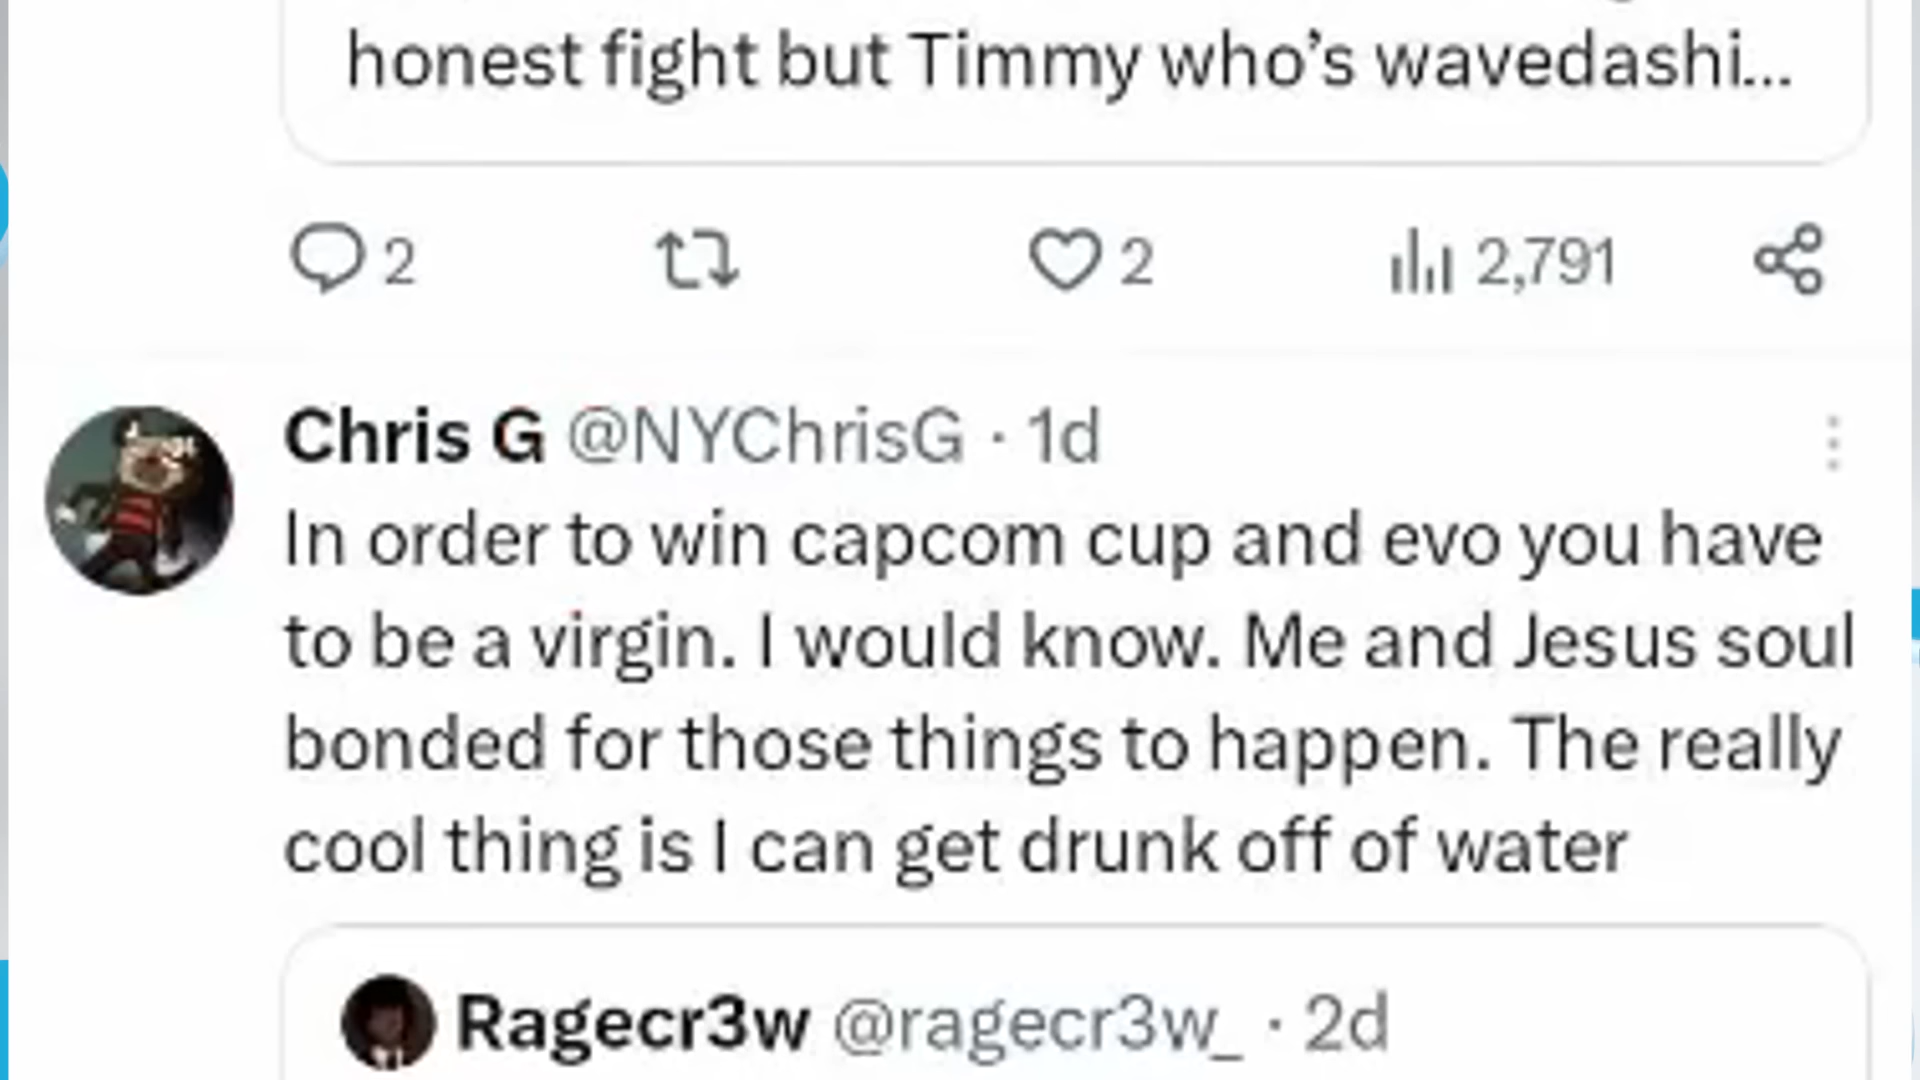 honest fight but Timmy who’s wavedashi...
2 2 2,791
Chris G @NYChrisG · 1d
In order to win capcom cup and evo you have
to be a virgin. I would know. Me and Jesus soul
bonded for those things to happen. The really
cool thing is I can get drunk off of water
Ragecr3w @ragecr3w_ · 2d